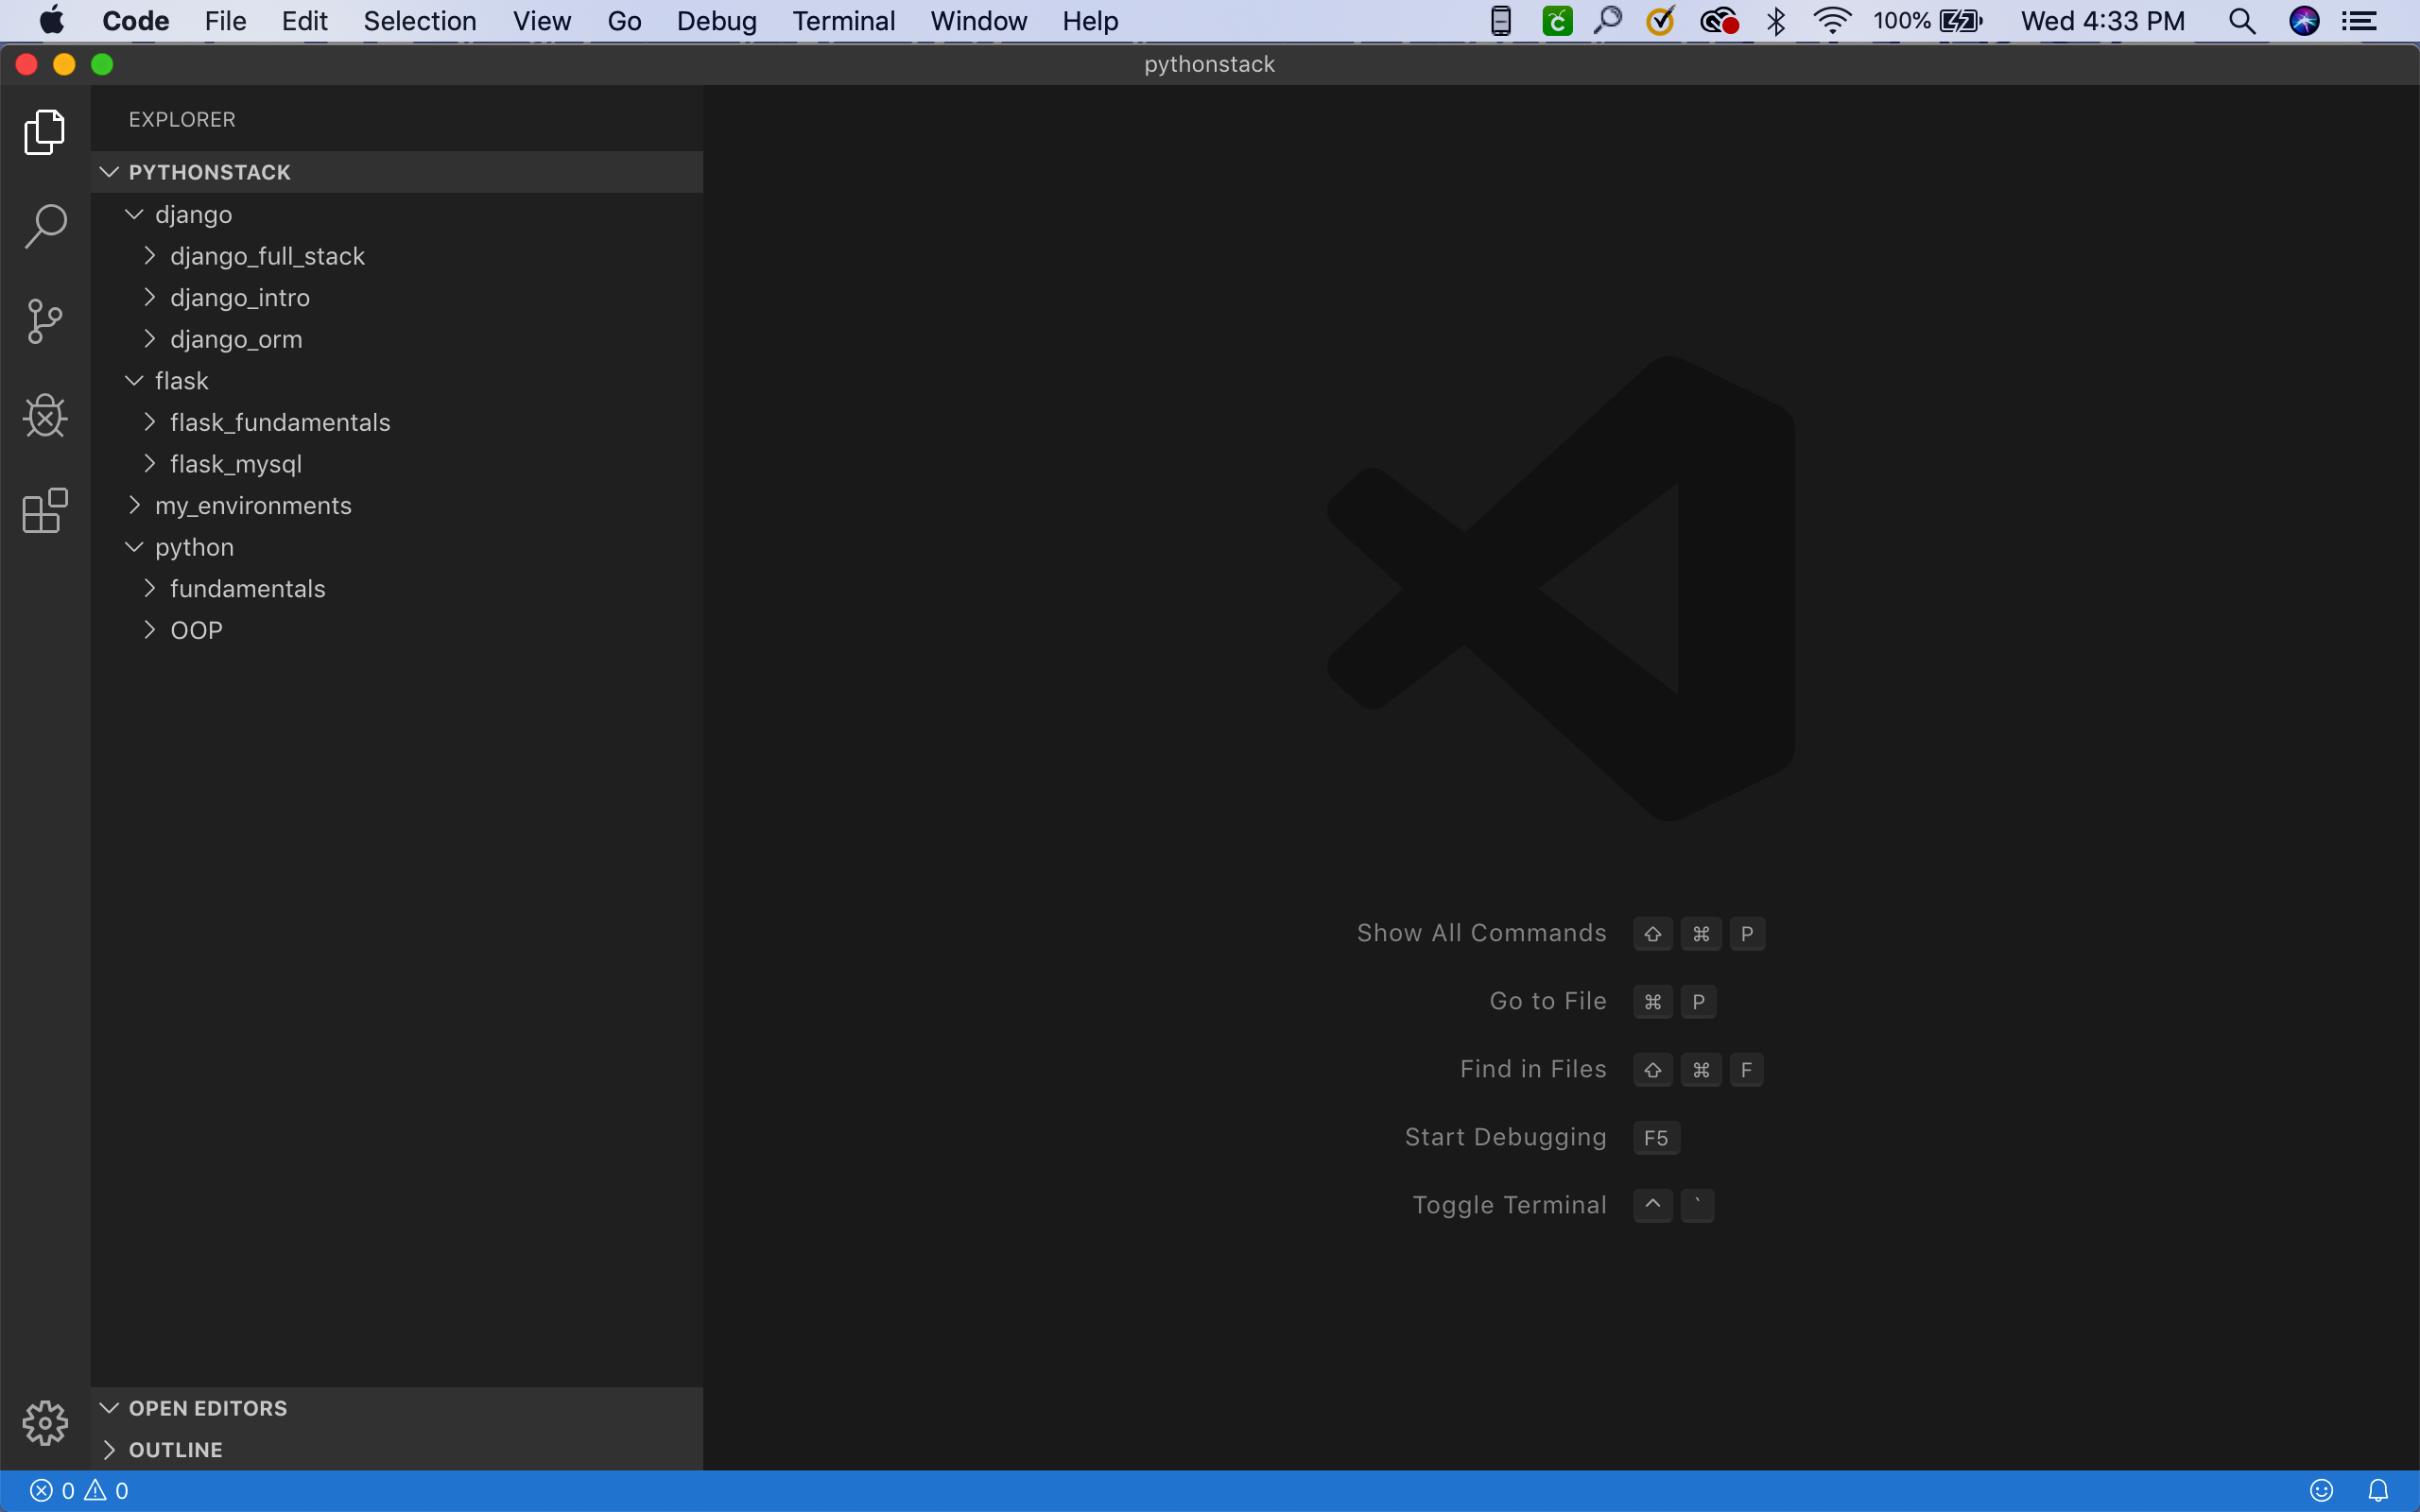 Code File Edit Selection View Go Debug Terminal Window Help 100% Wed 4:33 PM
pythonstack
EXPLORER
PYTHONSTACK
django
django_full_stack
django_intro
django_orm
flask
flask_fundamentals
flask_mysql
my_environments
python
fundamentals
OOP
Show All Commands ⇧ ⌘ P
Go to File ⌘ P
Find in Files ⇧ ⌘ F
Start Debugging F5
Toggle Terminal ^ `
OPEN EDITORS
OUTLINE
0 0